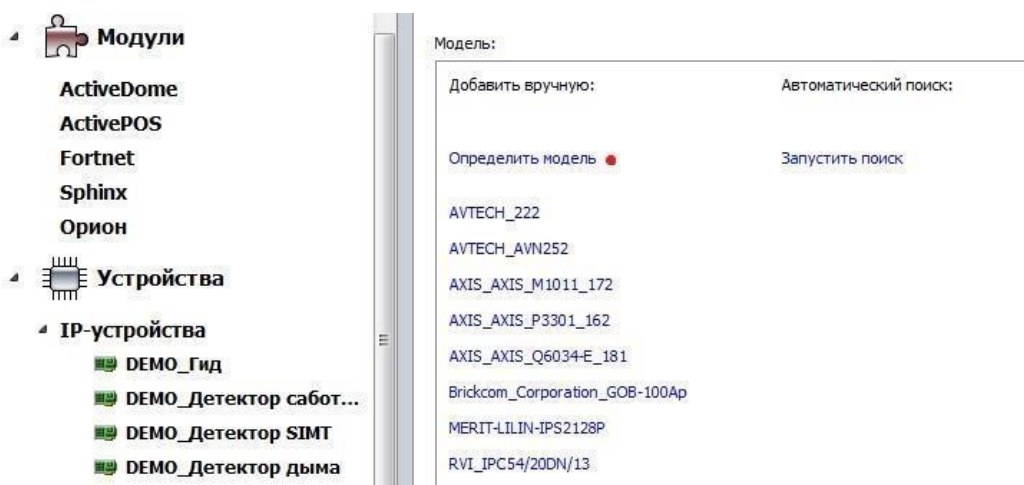 Модули
ActiveDome
ActivePOS
Fortnet
Sphinx
Орион
Устройства
IP-устройства
DEMO_Гид
DEMO_Детектор сабот...
DEMO_Детектор SIMT
DEMO_Детектор дыма
Модель:
Добавить вручную: Автоматический поиск:
Определить модель Запустить поиск
AVTECH_222
AVTECH_AVN252
AXIS_AXIS_M1011_172
AXIS_AXIS_P3301_162
AXIS_AXIS_Q6034-E_181
Brickcom_Corporation_GOB-100Ap
MERIT-LILIN-IPS2128P
RVI_IPC54/20DN/13